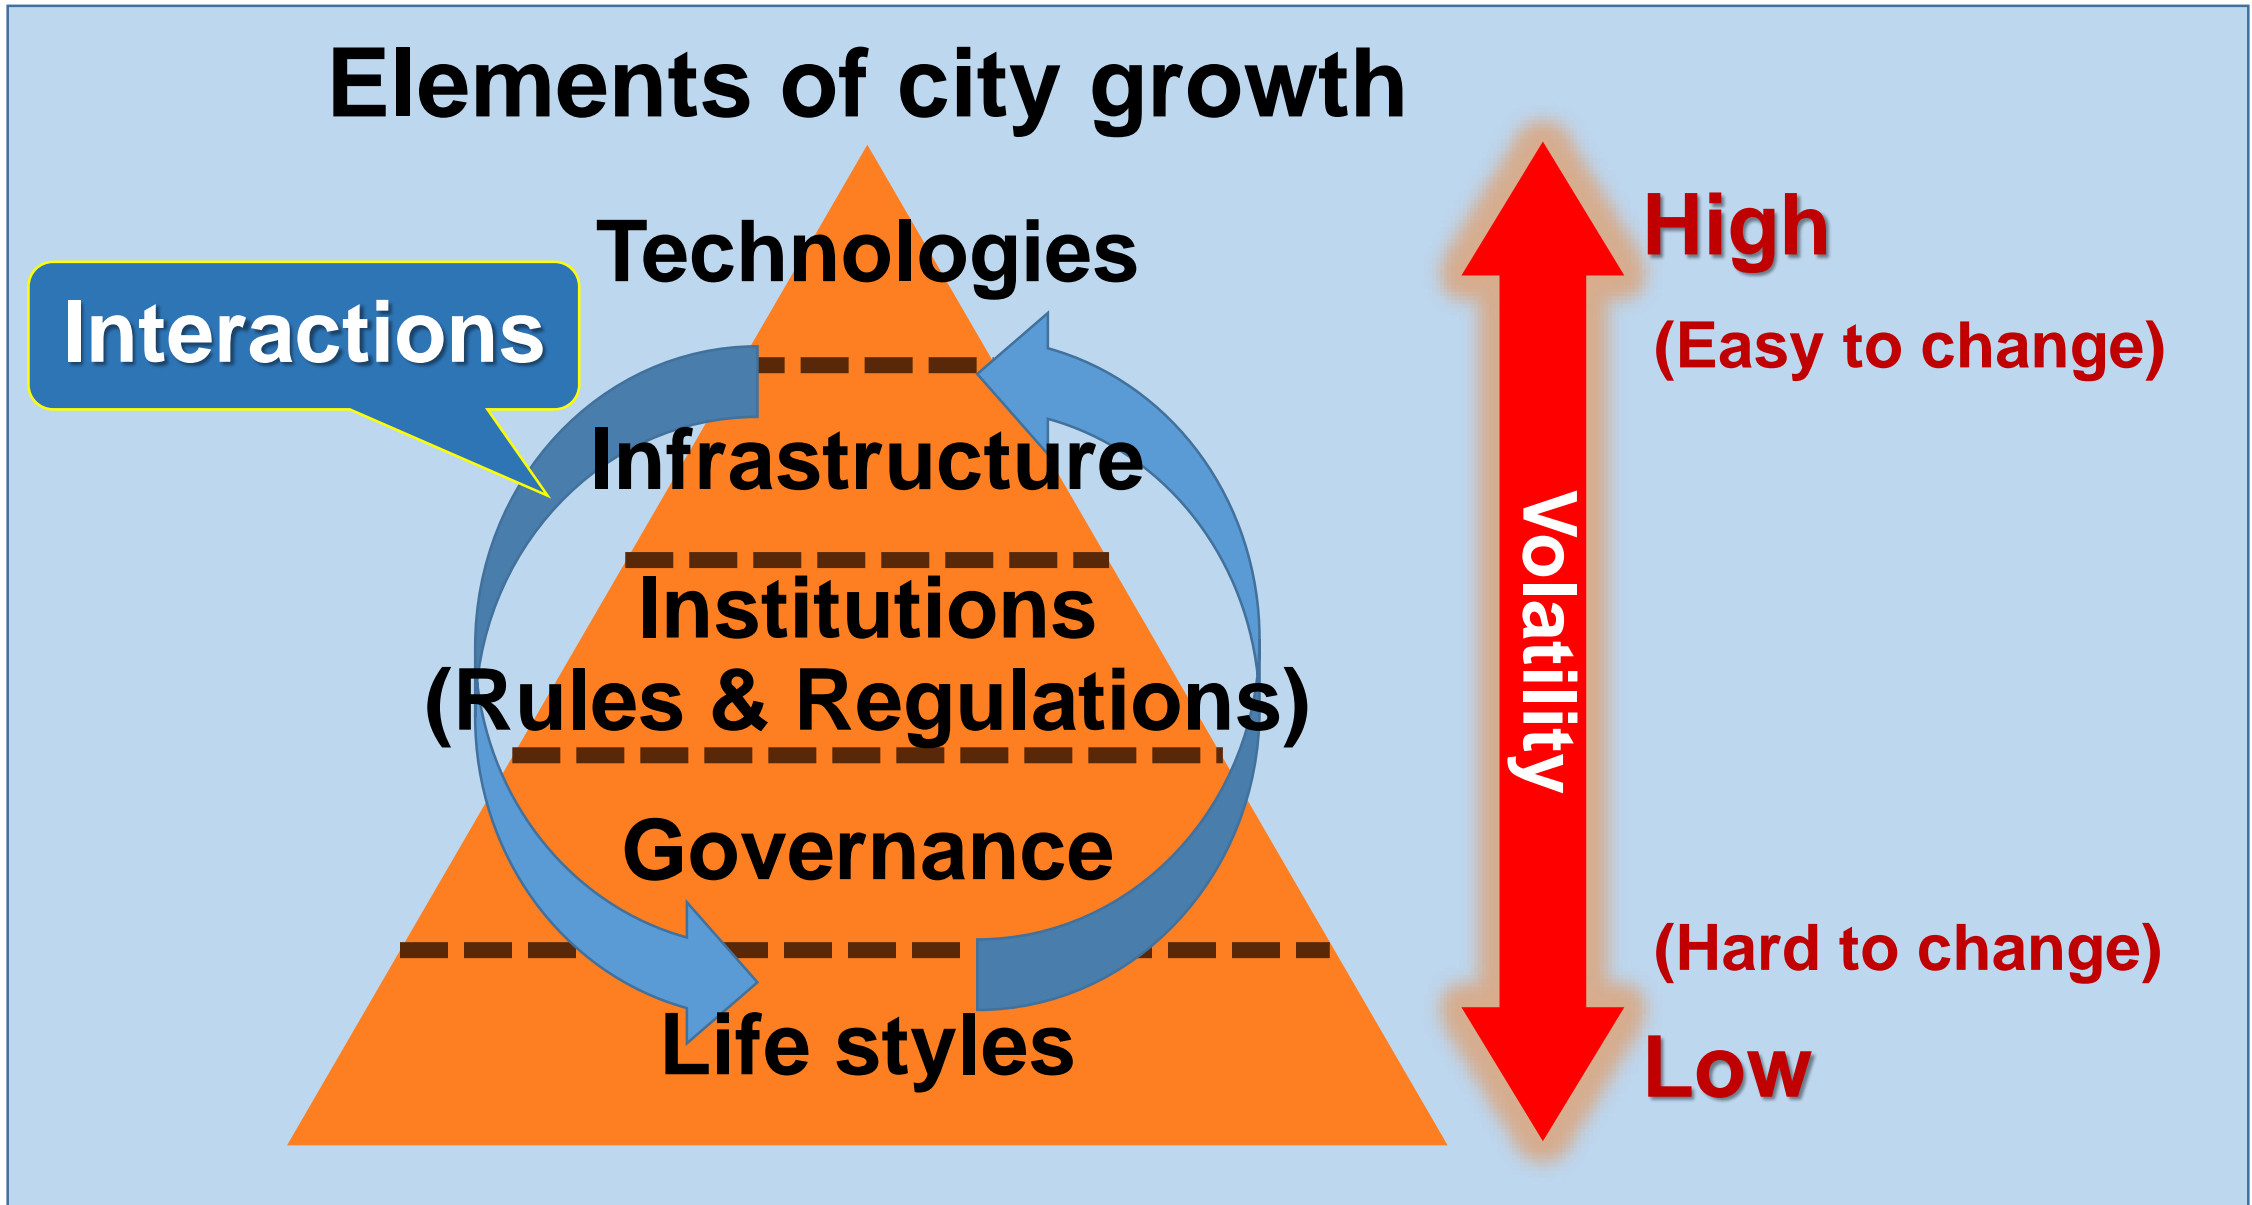 Elements of city growth
Technologies
Interactions
Infrastructure
Institutions
(Rules & Regulations)
Governance
Life styles
High
(Easy to change)
Volatillity
(Hard to change)
Low